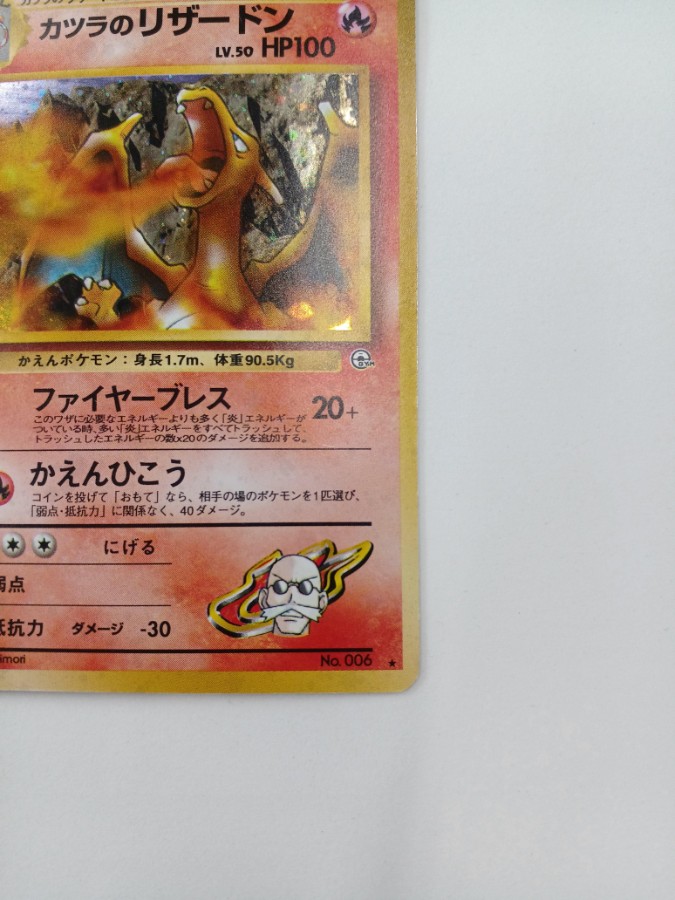 カツラのリザードン
LV.50 HP100
かえんポケモン：身長1.7m、体重90.5Kg
GYM
ファイヤーブレス
20+
このワザに必要なエネルギーよりも多く「炎」エネルギーが
ついている時、多い「炎」エネルギーをすべてトラッシュして、
トラッシュしたエネルギーの数x20のダメージを追加する。
かえんひこう
コインを投げて「おもて」なら、相手の場のポケモンを1匹選び、
「弱点・抵抗力」に関係なく、40ダメージ。
にげる
弱点
抵抗力 ダメージ -30
imori
No. 006